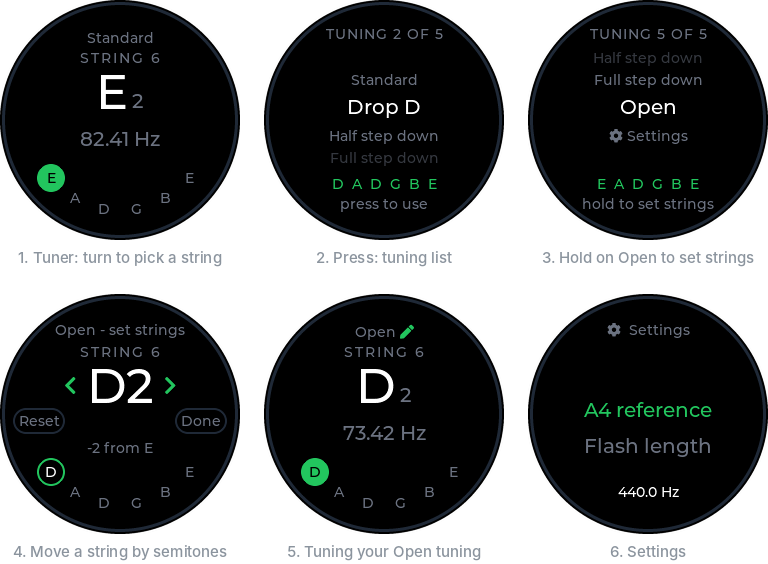 Standard
STRING 6
E 2
82.41 Hz
E
A
D
G
B
E
1. Tuner: turn to pick a string
TUNING 2 OF 5
Standard
Drop D
Half step down
Full step down
D A D G B E
press to use
2. Press: tuning list
TUNING 5 OF 5
Half step down
Full step down
Open
Settings
E A D G B E
hold to set strings
3. Hold on Open to set strings
Open - set strings
STRING 6
D2
Reset
Done
-2 from E
D
A
D
G
B
E
4. Move a string by semitones
Open
STRING 6
D 2
73.42 Hz
D
A
D
G
B
E
5. Tuning your Open tuning
Settings
A4 reference
Flash length
440.0 Hz
6. Settings